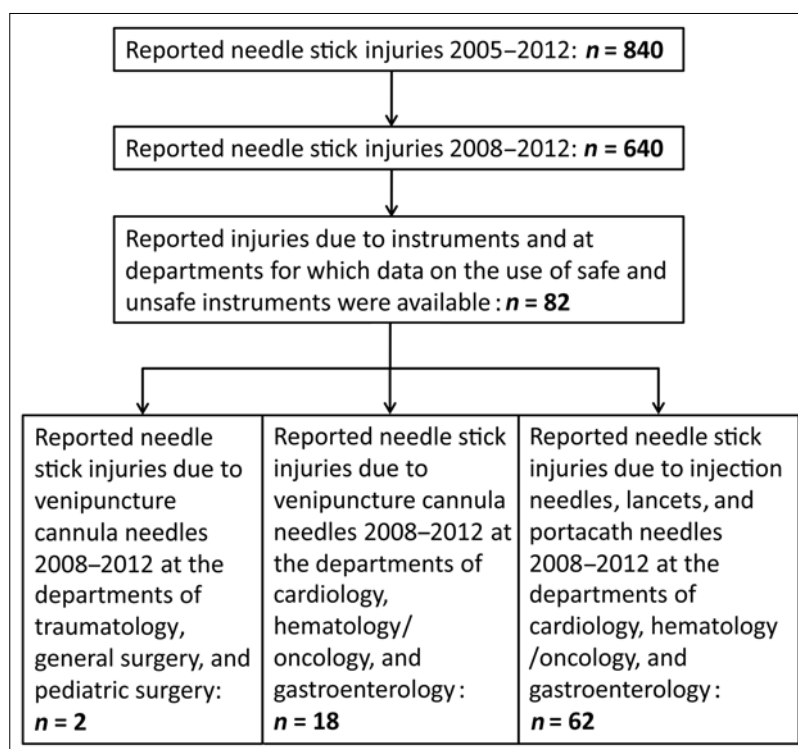 Reported needle stick injuries 2005–2012: n = 840
Reported needle stick injuries 2008–2012: n = 640
Reported injuries due to instruments and at
departments for which data on the use of safe and
unsafe instruments were available : n = 82
Reported needle
stick injuries due to
venipuncture
cannula needles
2008–2012 at the
departments of
traumatology,
general surgery, and
pediatric surgery:
n = 2
Reported needle stick
injuries due to
venipuncture cannula
needles 2008–2012 at
the departments of
cardiology,
hematology/
oncology, and
gastroenterology :
n = 18
Reported needle stick
injuries due to injection
needles, lancets, and
portacath needles
2008–2012 at the
departments of
cardiology, hematology
/oncology, and
gastroenterology :
n = 62